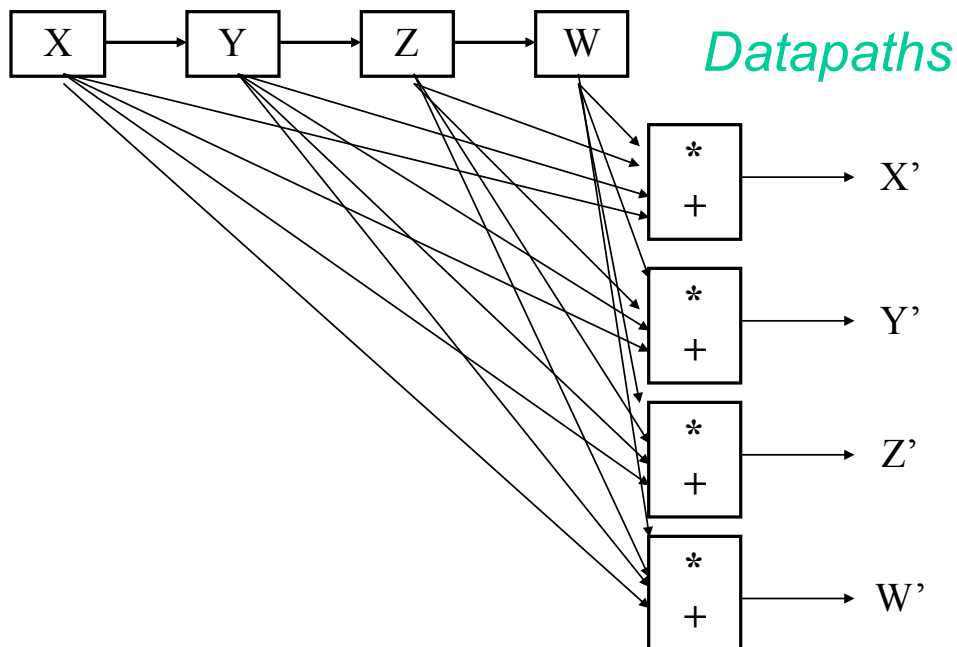 X Y Z W
Datapaths
*
+
X’
*
+
Y’
*
+
Z’
*
+
W’